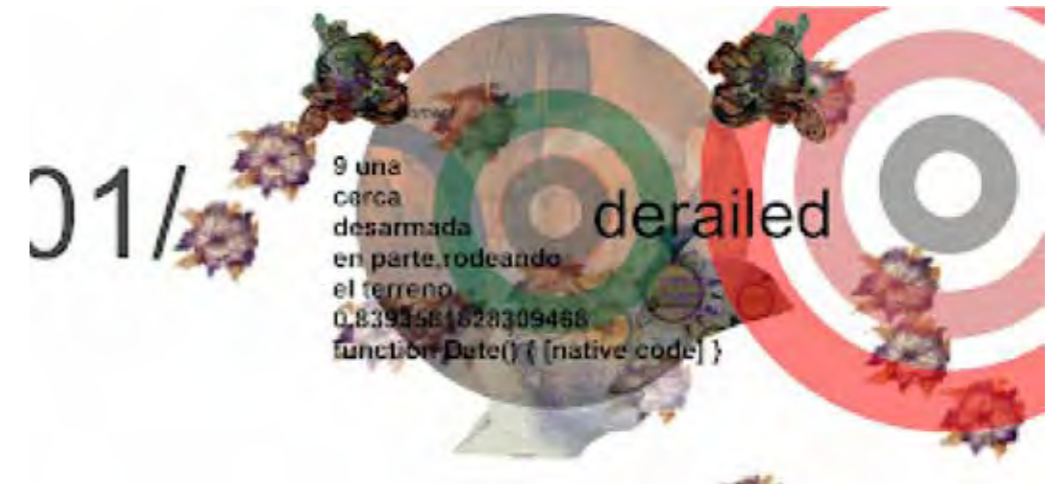 01/
9 una
cerca
desarmada
en parte,rodeando
el terreno
0.8393581628309468
function Date() { [native code] }
derailed